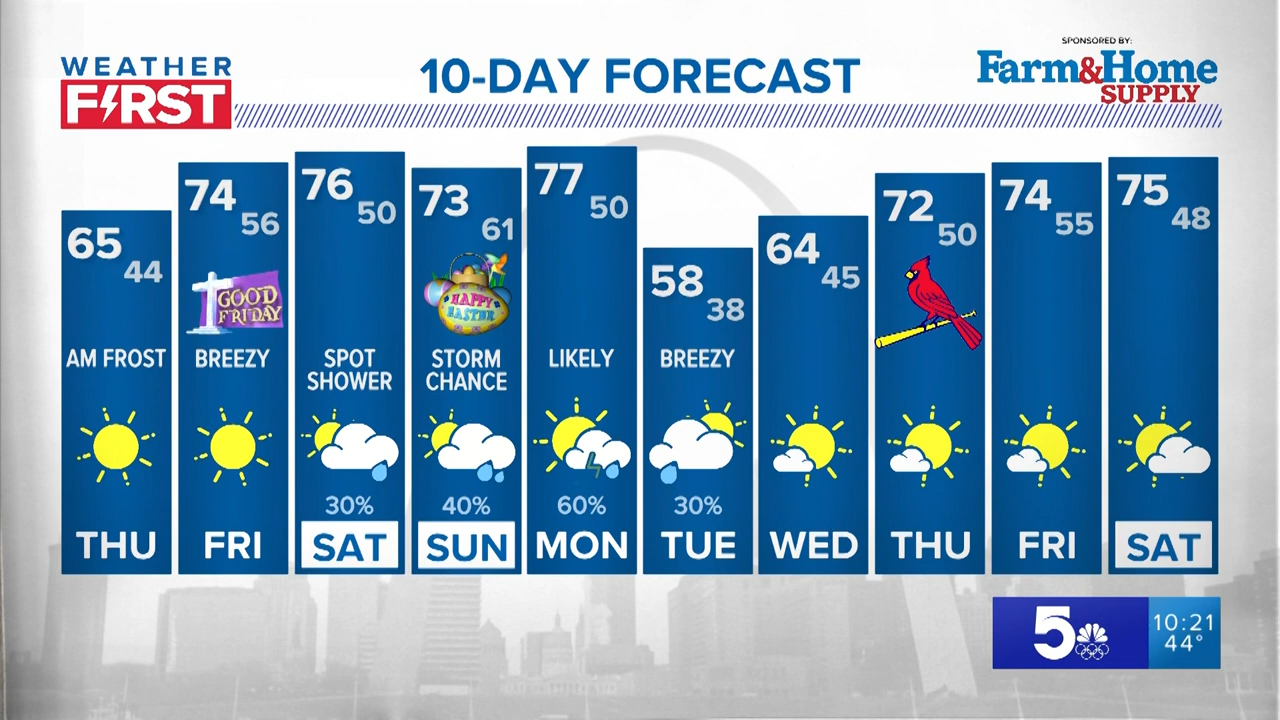 WEATHER
FIRST
10-DAY FORECAST
SPONSORED BY:
Farm&Home
SUPPLY
65
44
AM FROST
THU
74
56
GOOD
FRIDAY
BREEZY
FRI
76
50
SPOT
SHOWER
30%
SAT
73
61
HAPPY
EASTER
STORM
CHANCE
40%
SUN
77
50
LIKELY
60%
MON
58
38
BREEZY
30%
TUE
64
45
WED
72
50
THU
74
55
FRI
75
48
SAT
5
10:21
44°